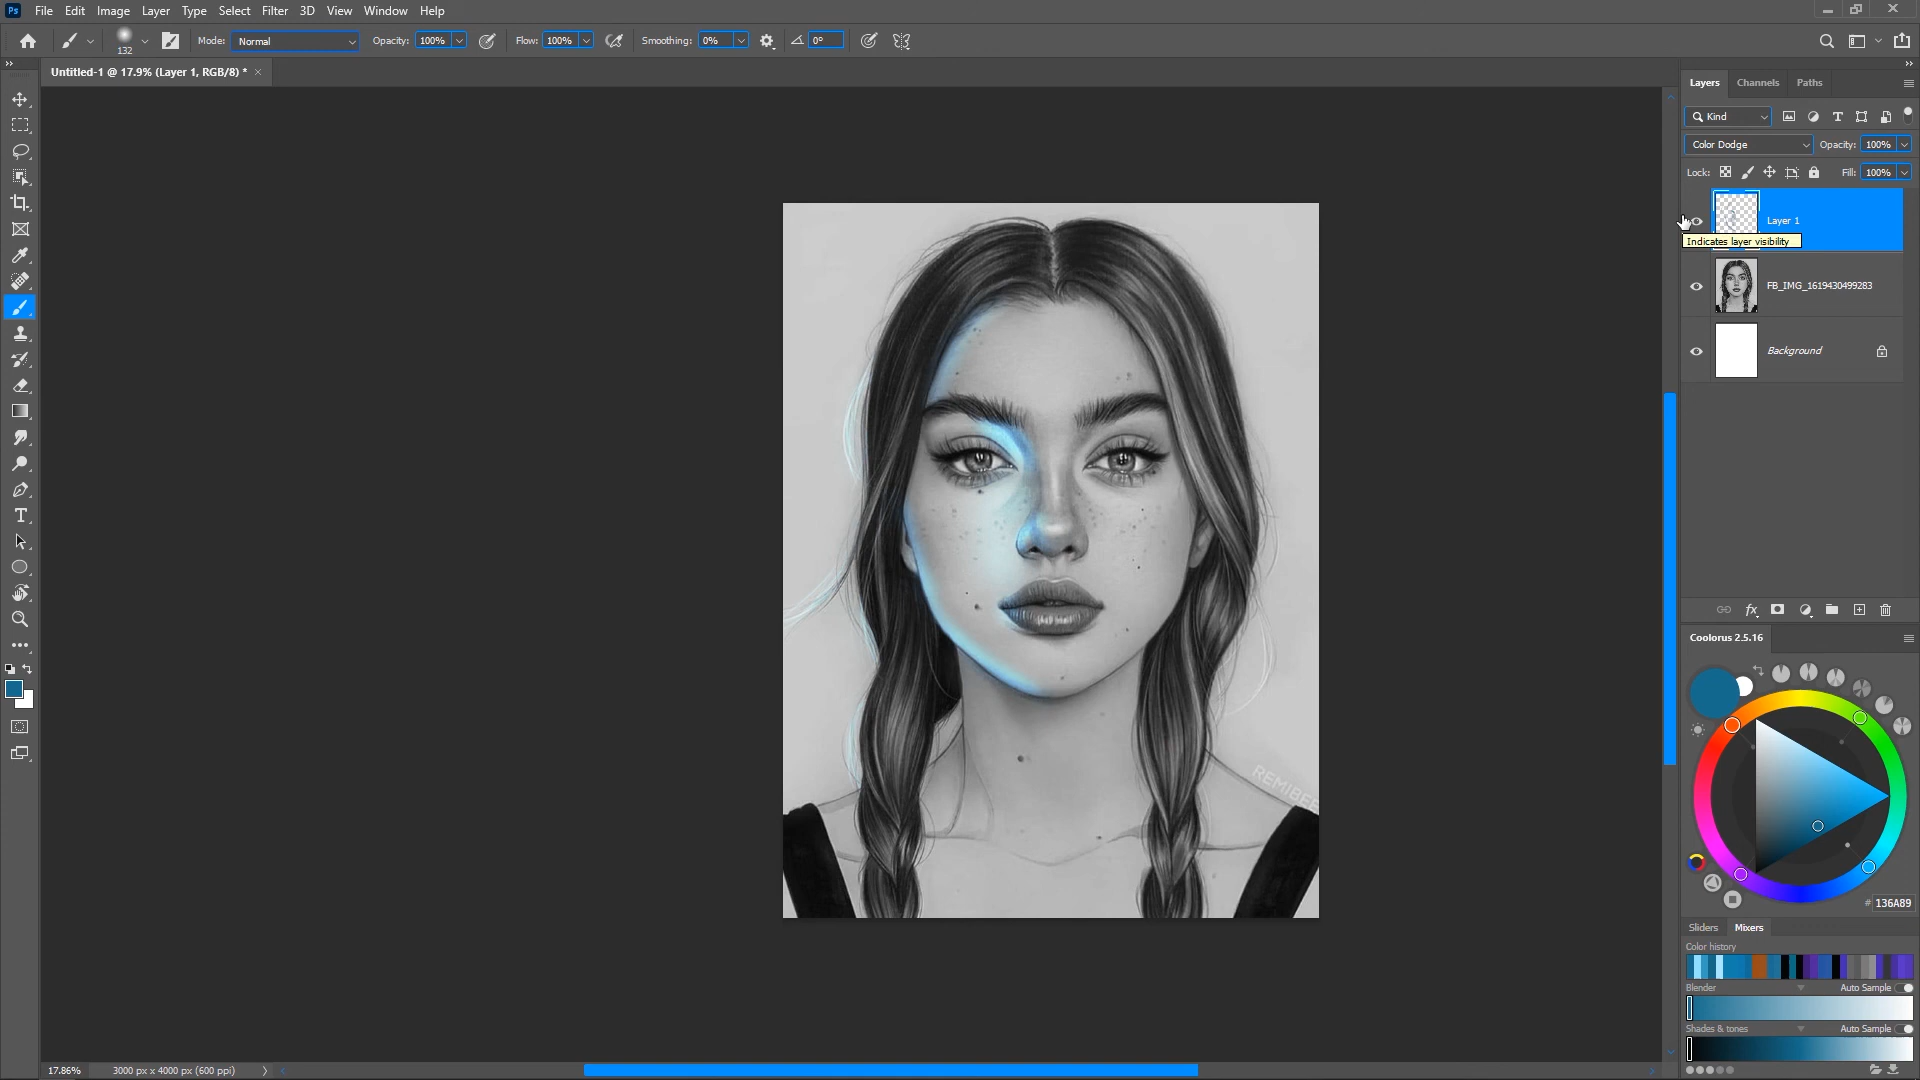 Ps File Edit Image Layer Type Select Filter 3D View Window Help
132 Mode: Normal Opacity: 100% Flow: 100% Smoothing: 0% 0°
Untitled-1 @ 17.9% (Layer 1, RGB/8) * ×
Layers Channels Paths
Kind
Color Dodge Opacity: 100%
Lock: Fill: 100%
Layer 1
Indicates layer visibility
FB_IMG_1619430499283
Background
REMIBEE
Coolorus 2.5.16
# 136A89
Sliders Mixers
Color history
Blender Auto Sample
Shades & tones Auto Sample
17.86% 3000 px x 4000 px (600 ppi)